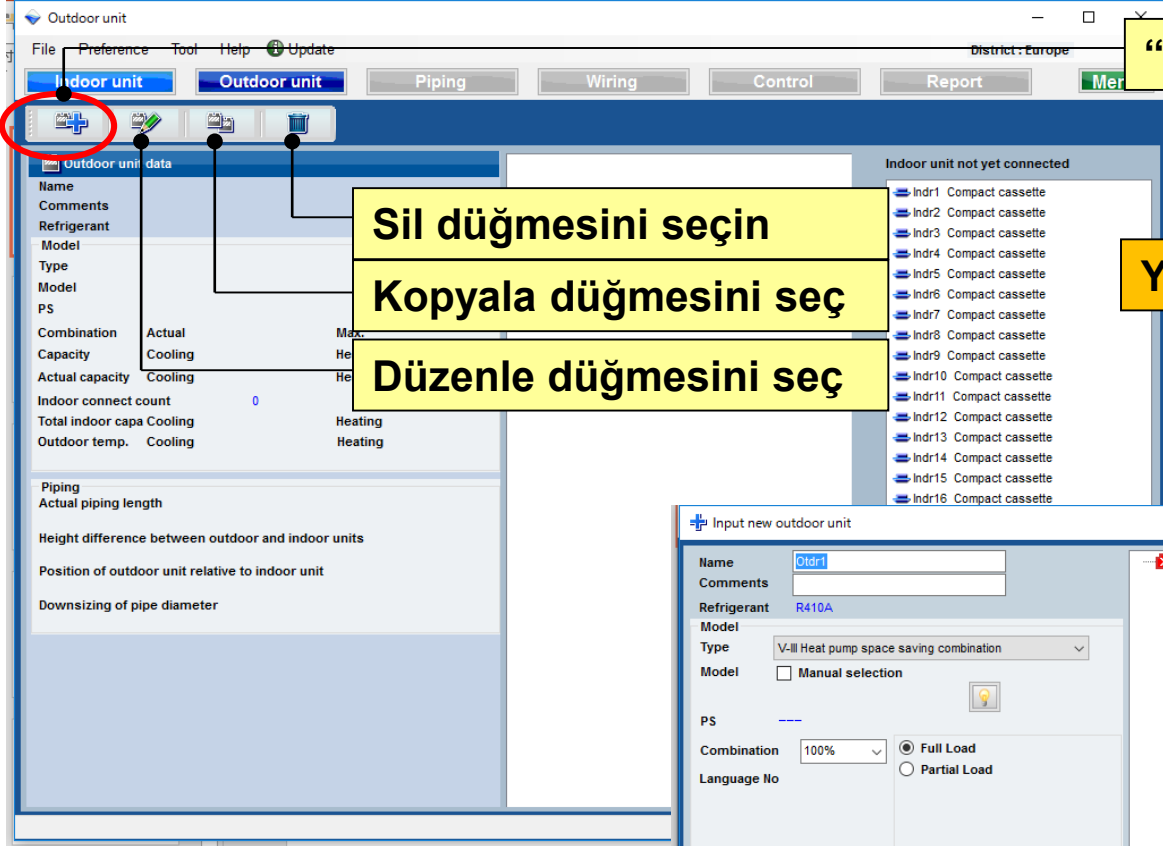 Outdoor unit
File Preference Tool Help Update District : Europe
Indoor unit Outdoor unit Piping Wiring Control Report
Outdoor unit data
Indoor unit not yet connected
Name
Comments
Refrigerant
Model
Type
Model
PS
Combination Actual Max.
Capacity Cooling
Actual capacity Cooling
Indoor connect count 0
Total indoor capa Cooling Heating
Outdoor temp. Cooling Heating
Piping
Actual piping length
Height difference between outdoor and indoor units
Position of outdoor unit relative to indoor unit
Downsizing of pipe diameter
Sil düğmesini seçin
Kopyala düğmesini seç
Düzenle düğmesini seç
Indr1 Compact cassette
Indr2 Compact cassette
Indr3 Compact cassette
Indr4 Compact cassette
Indr5 Compact cassette
Indr6 Compact cassette
Indr7 Compact cassette
Indr8 Compact cassette
Indr9 Compact cassette
Indr10 Compact cassette
Indr11 Compact cassette
Indr12 Compact cassette
Indr13 Compact cassette
Indr14 Compact cassette
Indr15 Compact cassette
Indr16 Compact cassette
Input new outdoor unit
Name Otdr1
Comments
Refrigerant R410A
Model
Type V-III Heat pump space saving combination
Model Manual selection
PS ---
Combination 100% Full Load
Partial Load
Language No